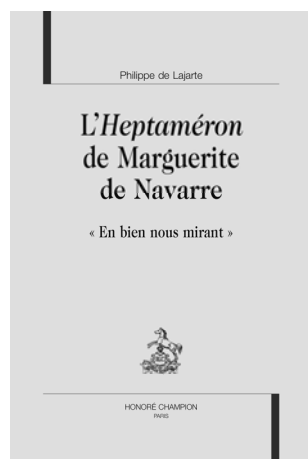 Philippe de Lajarte
L'Heptaméron
de Marguerite
de Navarre
« En bien nous mirant »
HONORÉ CHAMPION
PARIS